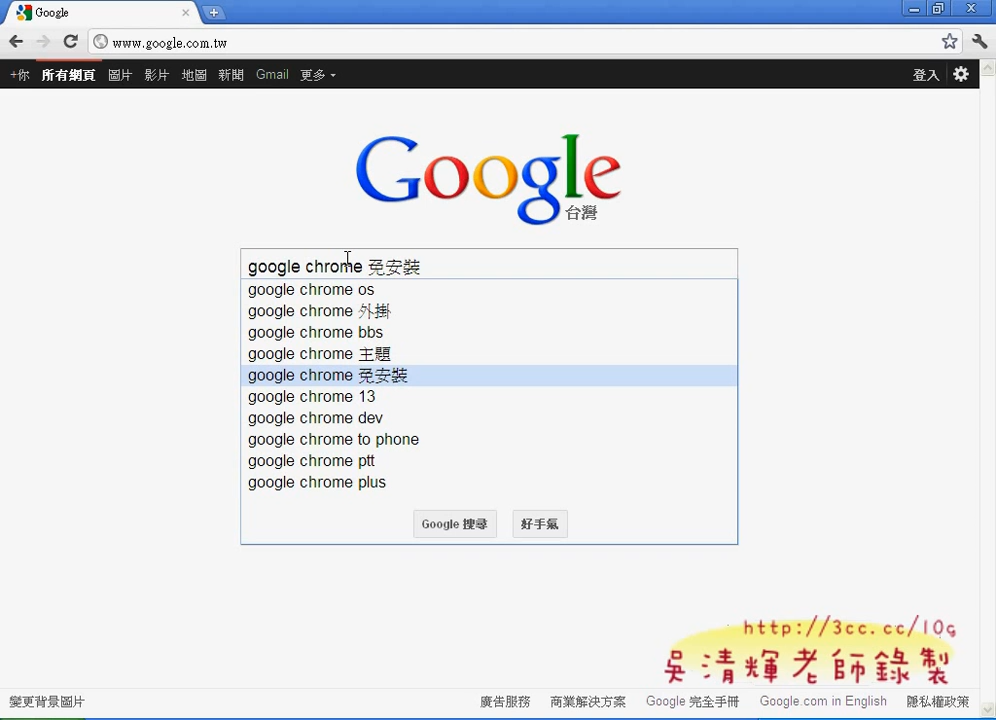 Google
www.google.com.tw
+你 所有網頁 圖片 影片 地圖 新聞 Gmail 更多 登入
Google
台灣
google chrome 免安裝
google chrome os
google chrome 外掛
google chrome bbs
google chrome 主題
google chrome 免安裝
google chrome 13
google chrome dev
google chrome to phone
google chrome ptt
google chrome plus
Google 搜尋 好手氣
http://3cc.cc/10g
吳清輝老師錄製
變更背景圖片 廣告服務 商業解決方案 Google 完全手冊 Google.com in English 隱私權政策